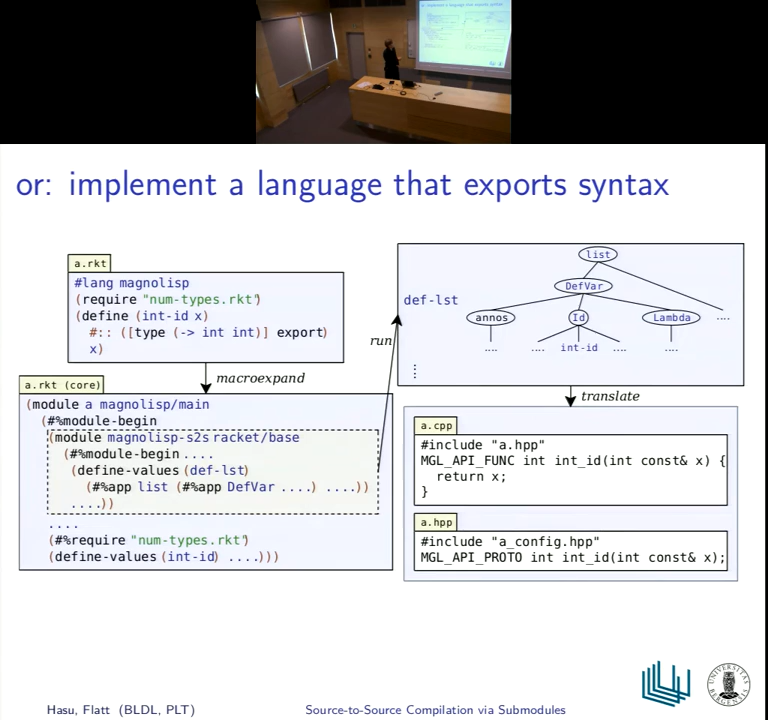 or: implement a language that exports syntax
a.rkt
#lang magnolisp
(require "num-types.rkt")
(define (int-id x)
#:: ([type (-> int int)] export)
x)
macroexpand
a.rkt (core)
(module a magnolisp/main
(#%module-begin
(module magnolisp-s2s racket/base
(#%module-begin ....
(define-values (def-lst)
(#%app list (#%app DefVar ....) ....))
....))
....
(#%require "num-types.rkt")
(define-values (int-id) ....)))
run
def-lst
list
DefVar
annos
Id
Lambda
....
....
....
int-id
....
....
translate
a.cpp
#include "a.hpp"
MGL_API_FUNC int int_id(int const& x) {
return x;
}
a.hpp
#include "a_config.hpp"
MGL_API_PROTO int int_id(int const& x);
Hasu, Flatt (BLDL, PLT)
Source-to-Source Compilation via Submodules